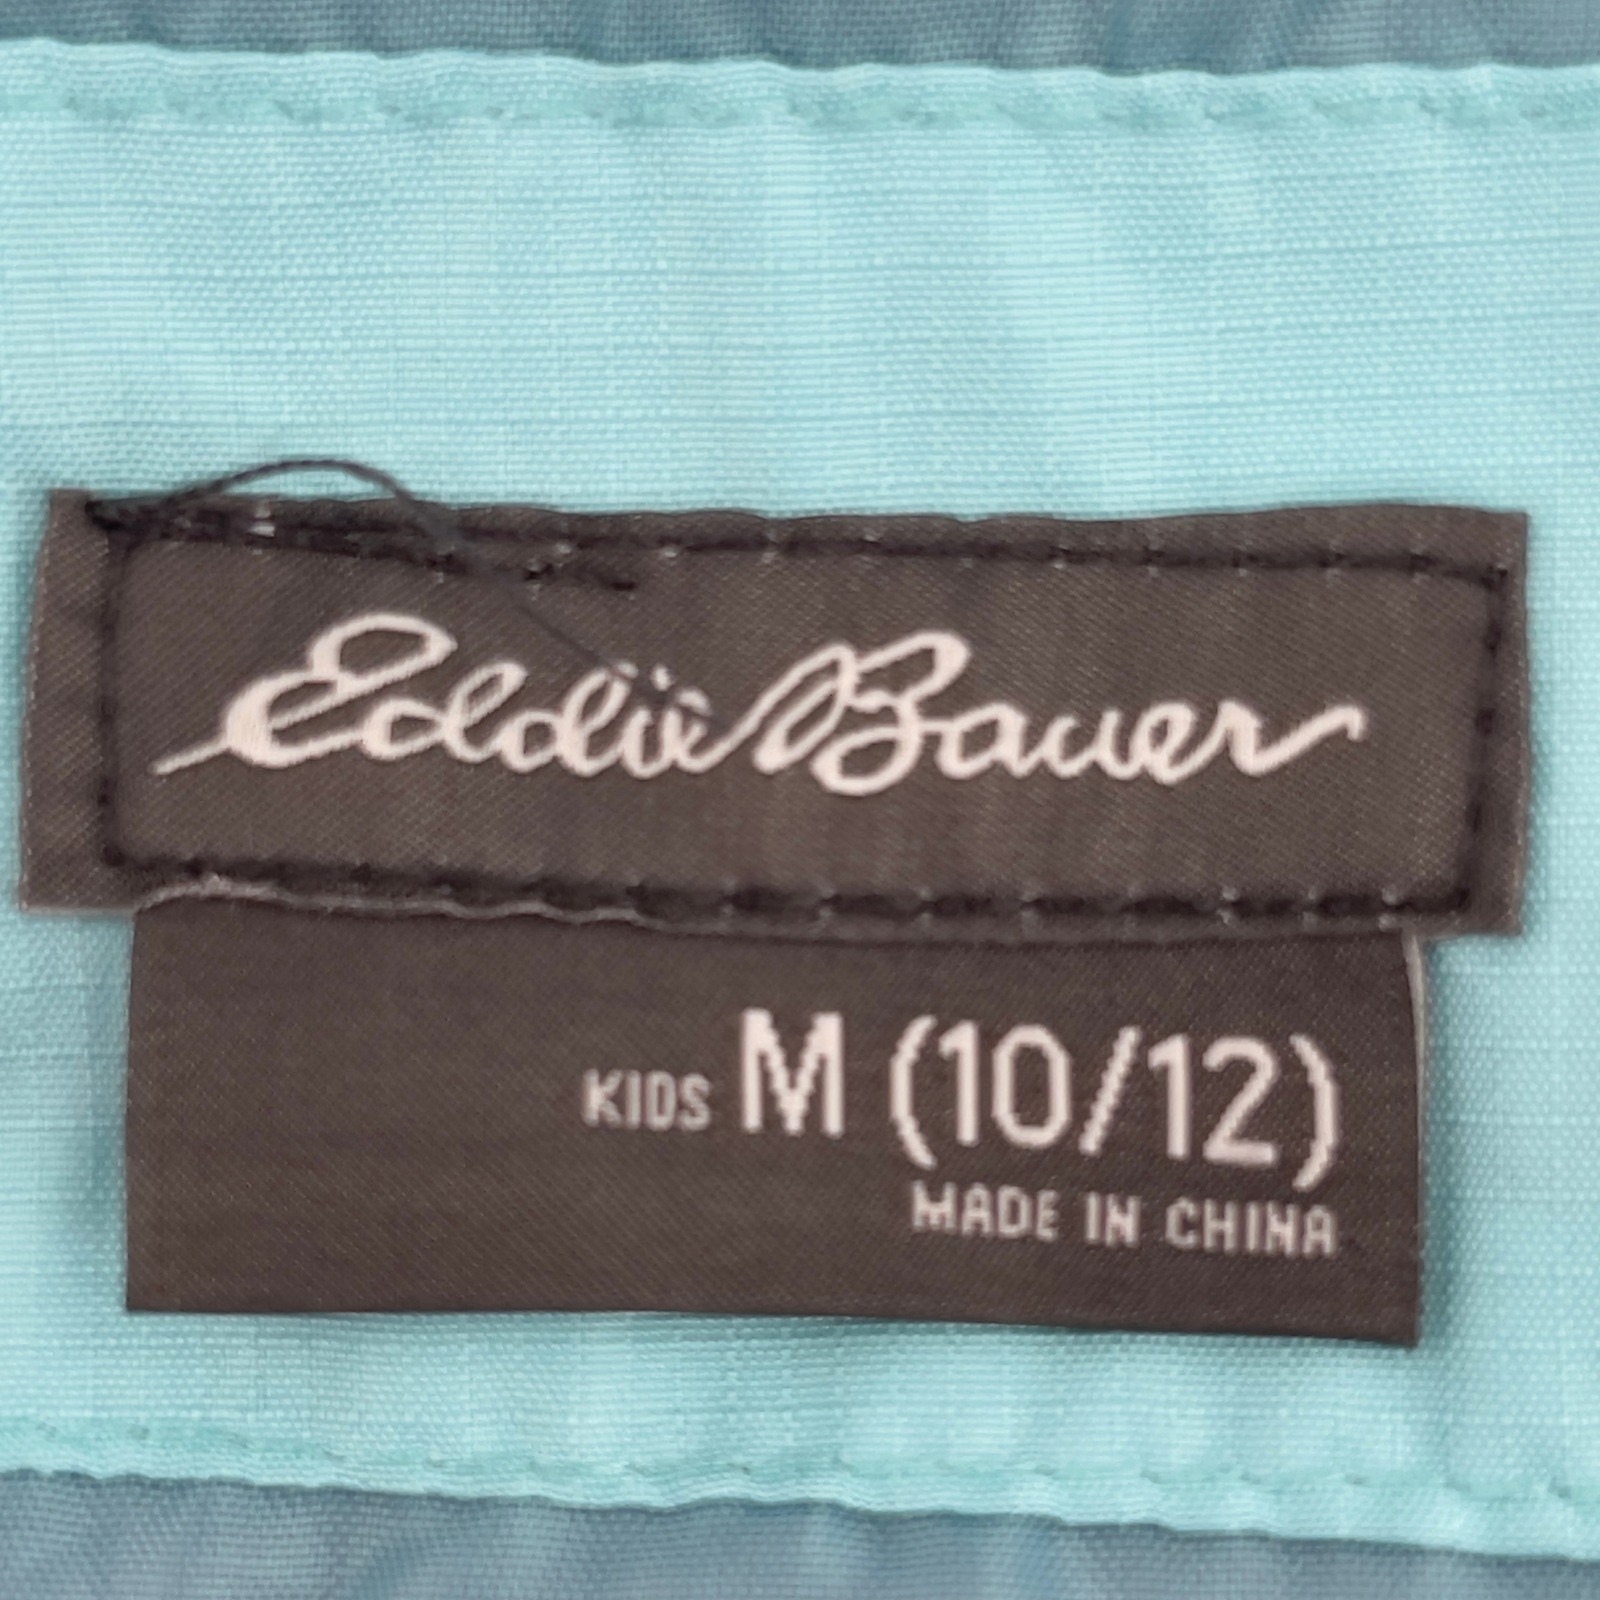 Eddie Bauer
KIDS M (10/12)
MADE IN CHINA